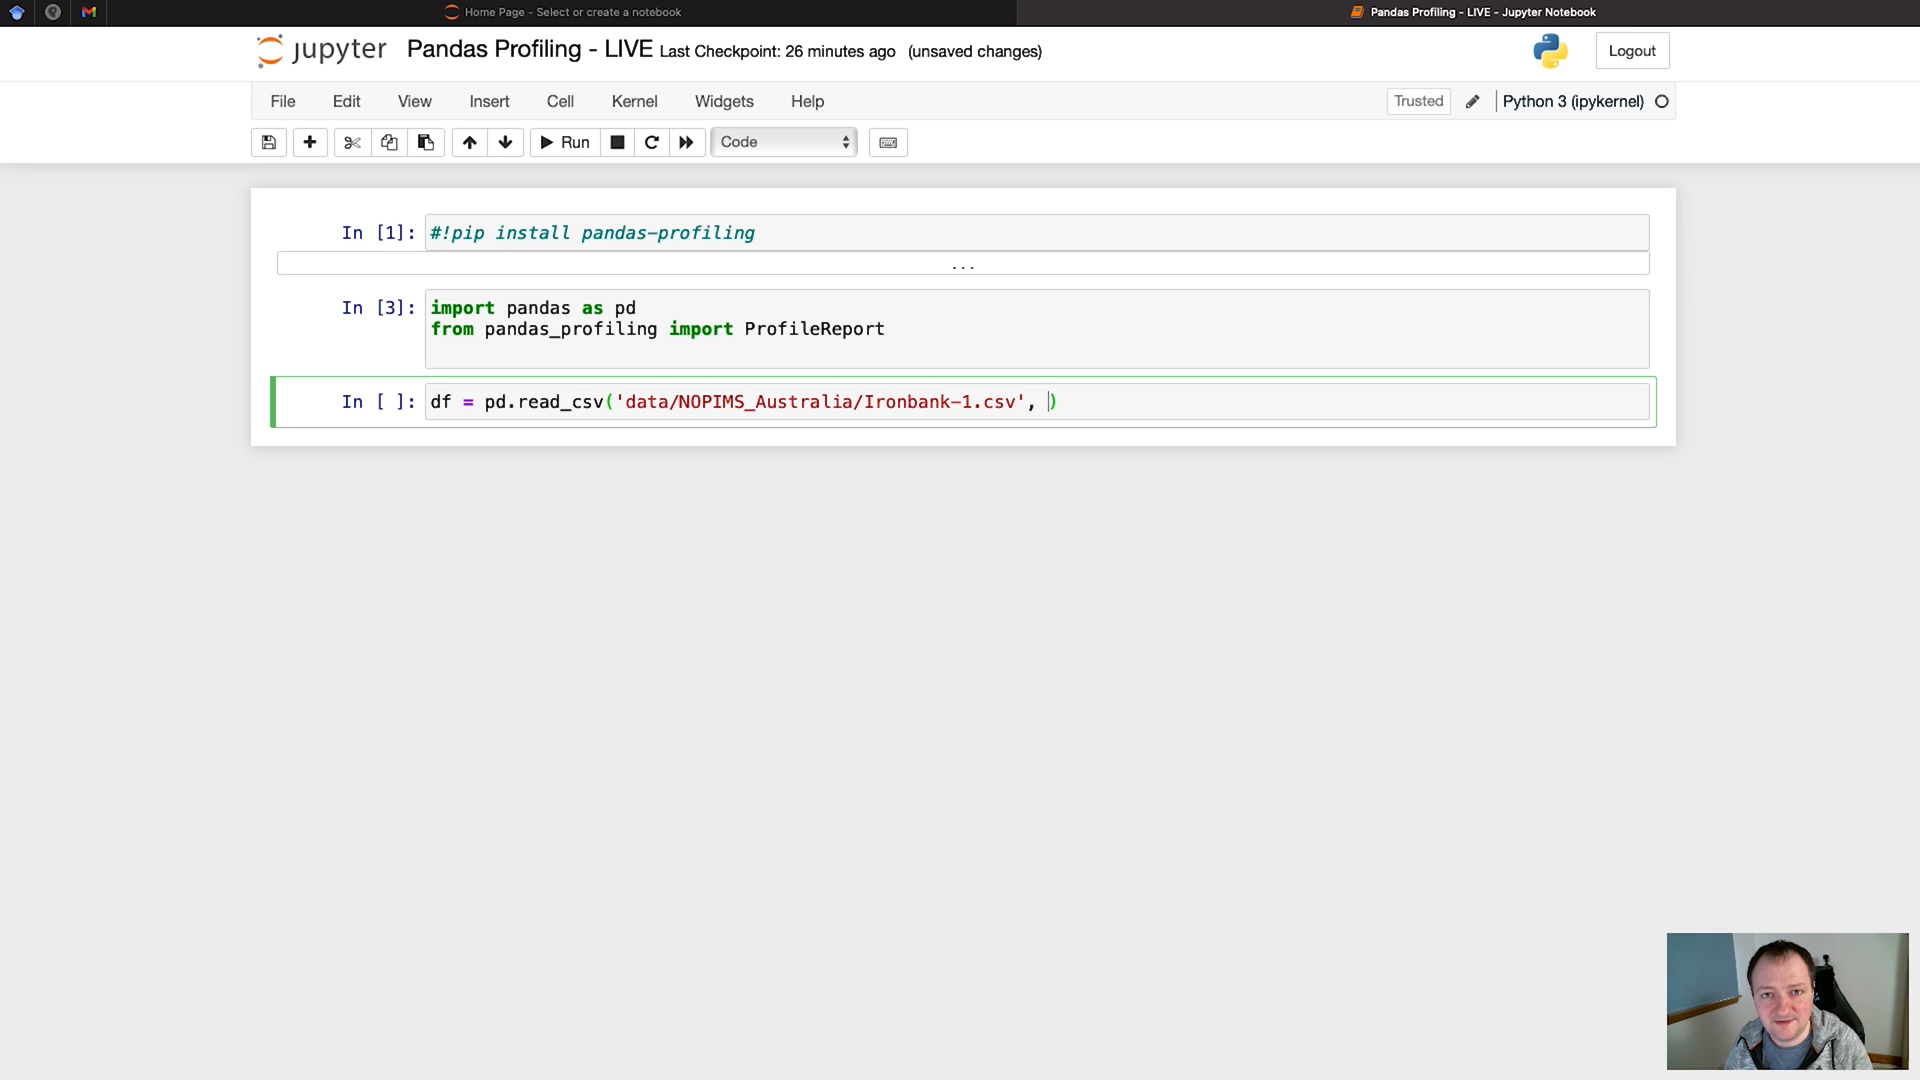 Home Page - Select or create a notebook
Pandas Profiling - LIVE - Jupyter Notebook
jupyter Pandas Profiling - LIVE Last Checkpoint: 26 minutes ago (unsaved changes)
Logout
File Edit View Insert Cell Kernel Widgets Help
Trusted Python 3 (ipykernel)
Run Code
In [1]: #!pip install pandas-profiling
...
In [3]: import pandas as pd
from pandas_profiling import ProfileReport
In [ ]: df = pd.read_csv('data/NOPIMS_Australia/Ironbank-1.csv', )